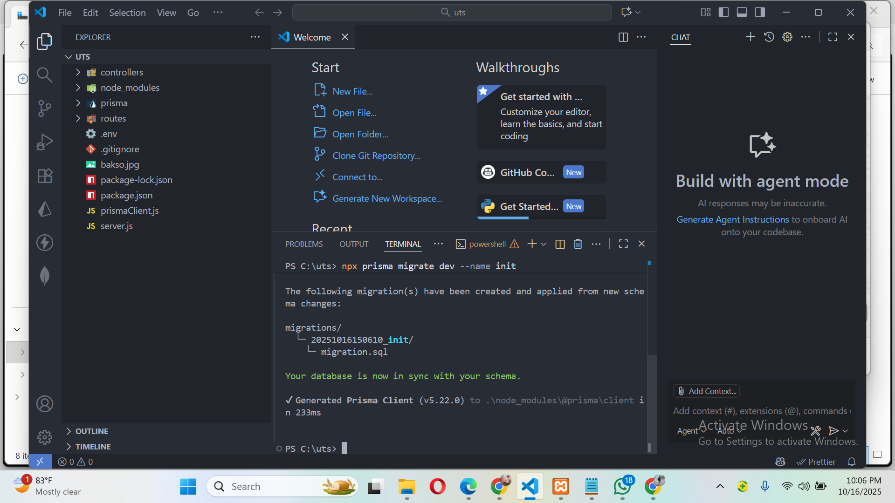 File Edit Selection View Go ··· uts
EXPLORER ···
UTS
controllers
node_modules
prisma
routes
.env
.gitignore
bakso.jpg
package-lock.json
package.json
JS prismaClient.js
JS server.js
OUTLINE
TIMELINE
Welcome
Start
New File...
Open File...
Open Folder...
Clone Git Repository...
Connect to...
Generate New Workspace...
Recent
Walkthroughs
Get started with ...
Customize your editor,
learn the basics, and start
coding
GitHub Co... New
Get Started... New
PROBLEMS OUTPUT TERMINAL ··· powershell
PS C:\uts> npx prisma migrate dev --name init
The following migration(s) have been created and applied from new sche
ma changes:
migrations/
└─ 20251016150610_init/
└─ migration.sql
Your database is now in sync with your schema.
✔ Generated Prisma Client (v5.22.0) to .\node_modules\@prisma\client i
n 233ms
PS C:\uts>
CHAT
Build with agent mode
AI responses may be inaccurate.
Generate Agent Instructions to onboard AI
onto your codebase.
Add Context...
Add context (#), extensions (@), commands
Agent Auto
Activate Windows
Go to Settings to activate Windows.
0 0 Prettier
1 83°F
Mostly clear
Search
18
10:06 PM
10/16/2025